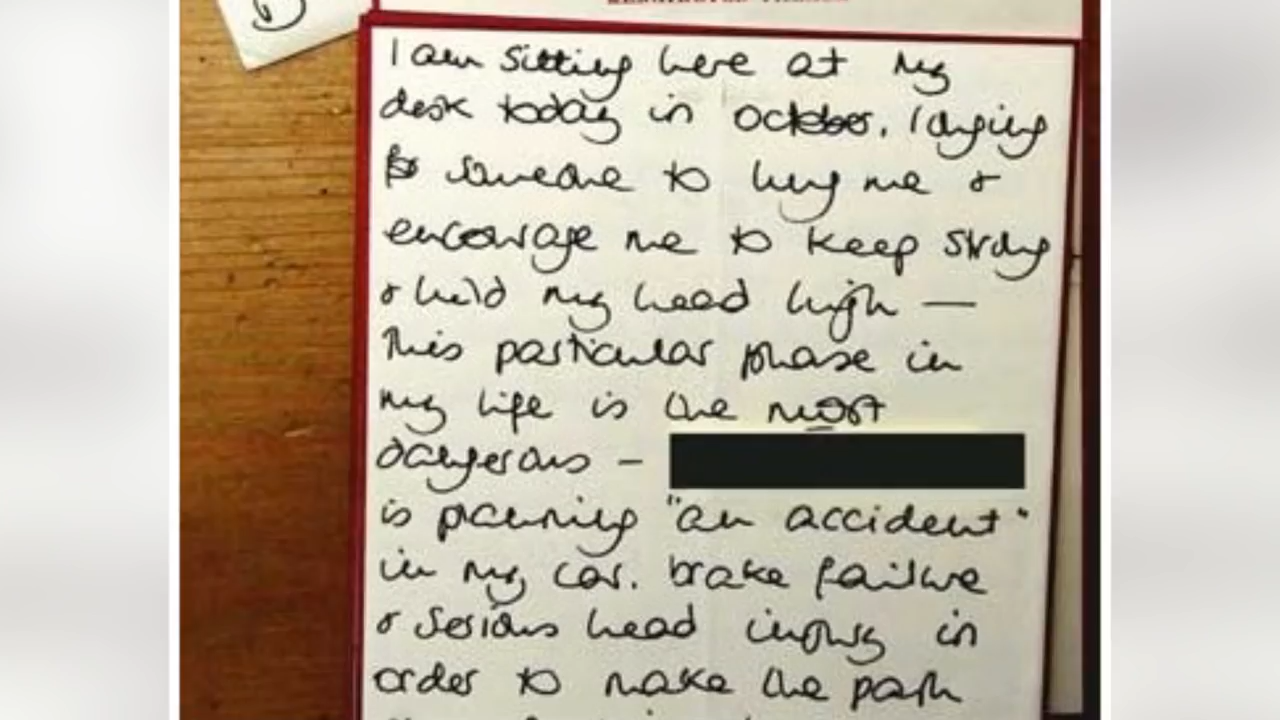 I am sitting here at my
desk today in october, longing
for someone to hug me &
encourage me to keep strong
& hold my head high —
This particular phase in
my life is the most
dangerous –
is planning "an accident"
in my car. brake failure
& serious head injury in
order to make the path